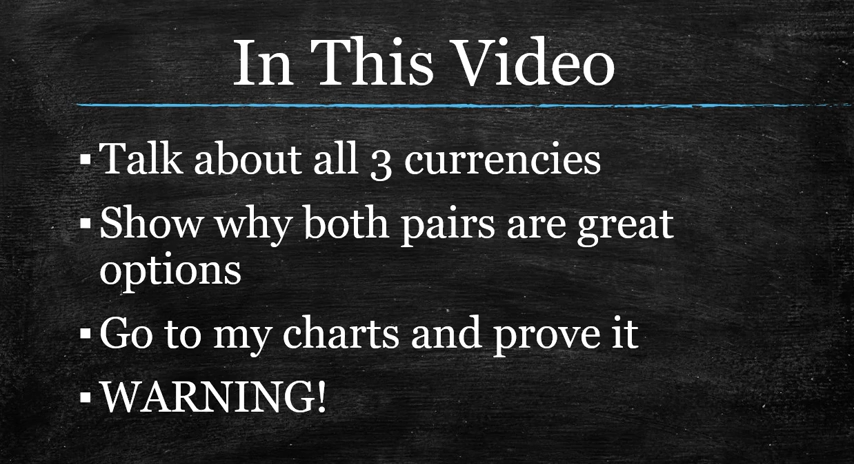 In This Video
▪ Talk about all 3 currencies
▪ Show why both pairs are great
options
▪ Go to my charts and prove it
▪ WARNING!